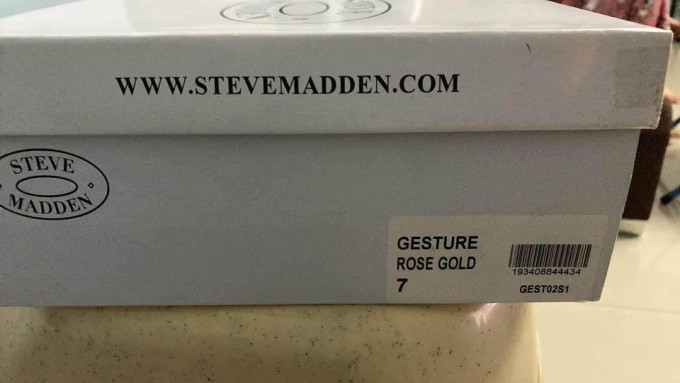 WWW.STEVEMADDEN.COM
STEVE
MADDEN
GESTURE
ROSE GOLD
7
193408844434
GEST02S1